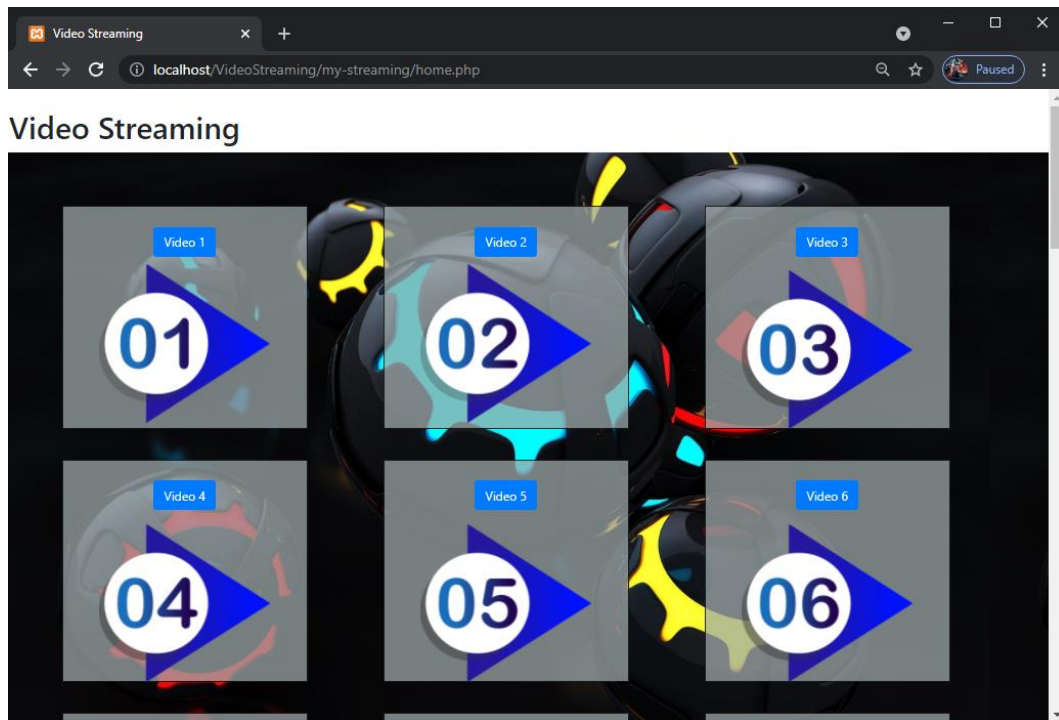 Video Streaming
localhost/VideoStreaming/my-streaming/home.php
Paused
Video Streaming
Video 1
Video 2
Video 3
01
02
03
Video 4
Video 5
Video 6
04
05
06